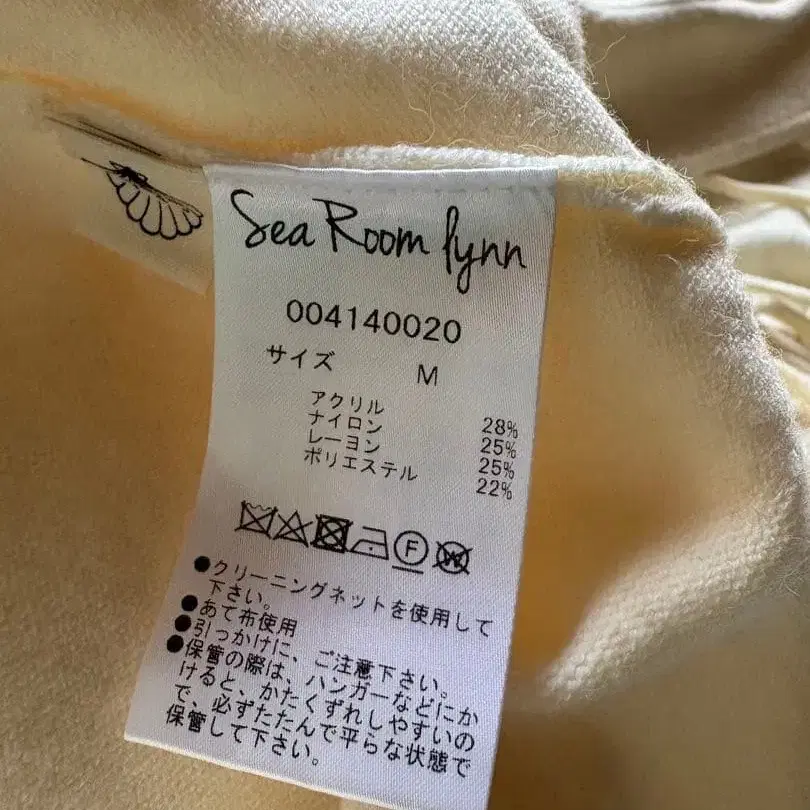 Sea Room lynn
004140020
サイズ M
アクリル 28%
ナイロン 25%
レーヨン 25%
ポリエステル 22%
F W
●クリーニングネットを使用して
下さい。
●あて布使用
●引っかけに、ご注意下さい。
●保管の際は、ハンガーなどにか
けると、かたくずれしやすいの
で、必ずたたんで平らな状態で
保管して下さい。